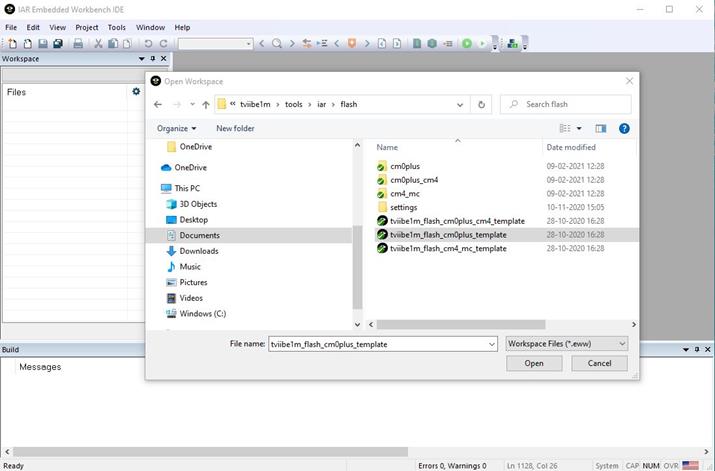 IAR Embedded Workbench IDE
File Edit View Project Tools Window Help
Workspace
Files
Open Workspace
« tviibe1m › tools › iar › flash
Search flash
Organize New folder
OneDrive
OneDrive
This PC
3D Objects
Desktop
Documents
Downloads
Music
Pictures
Videos
Windows (C:)
Name Date modified
cm0plus 09-02-2021 12:28
cm0plus_cm4 09-02-2021 12:28
cm4_mc 09-02-2021 12:28
settings 10-11-2020 15:05
tviibe1m_flash_cm0plus_cm4_template 28-10-2020 16:28
tviibe1m_flash_cm0plus_template 28-10-2020 16:28
tviibe1m_flash_cm4_mc_template 28-10-2020 16:28
File name: tviibe1m_flash_cm0plus_template Workspace Files (*.eww)
Open Cancel
Build
Messages
Ready Errors 0, Warnings 0 Ln 1128, Col 26 System CAP NUM OVR